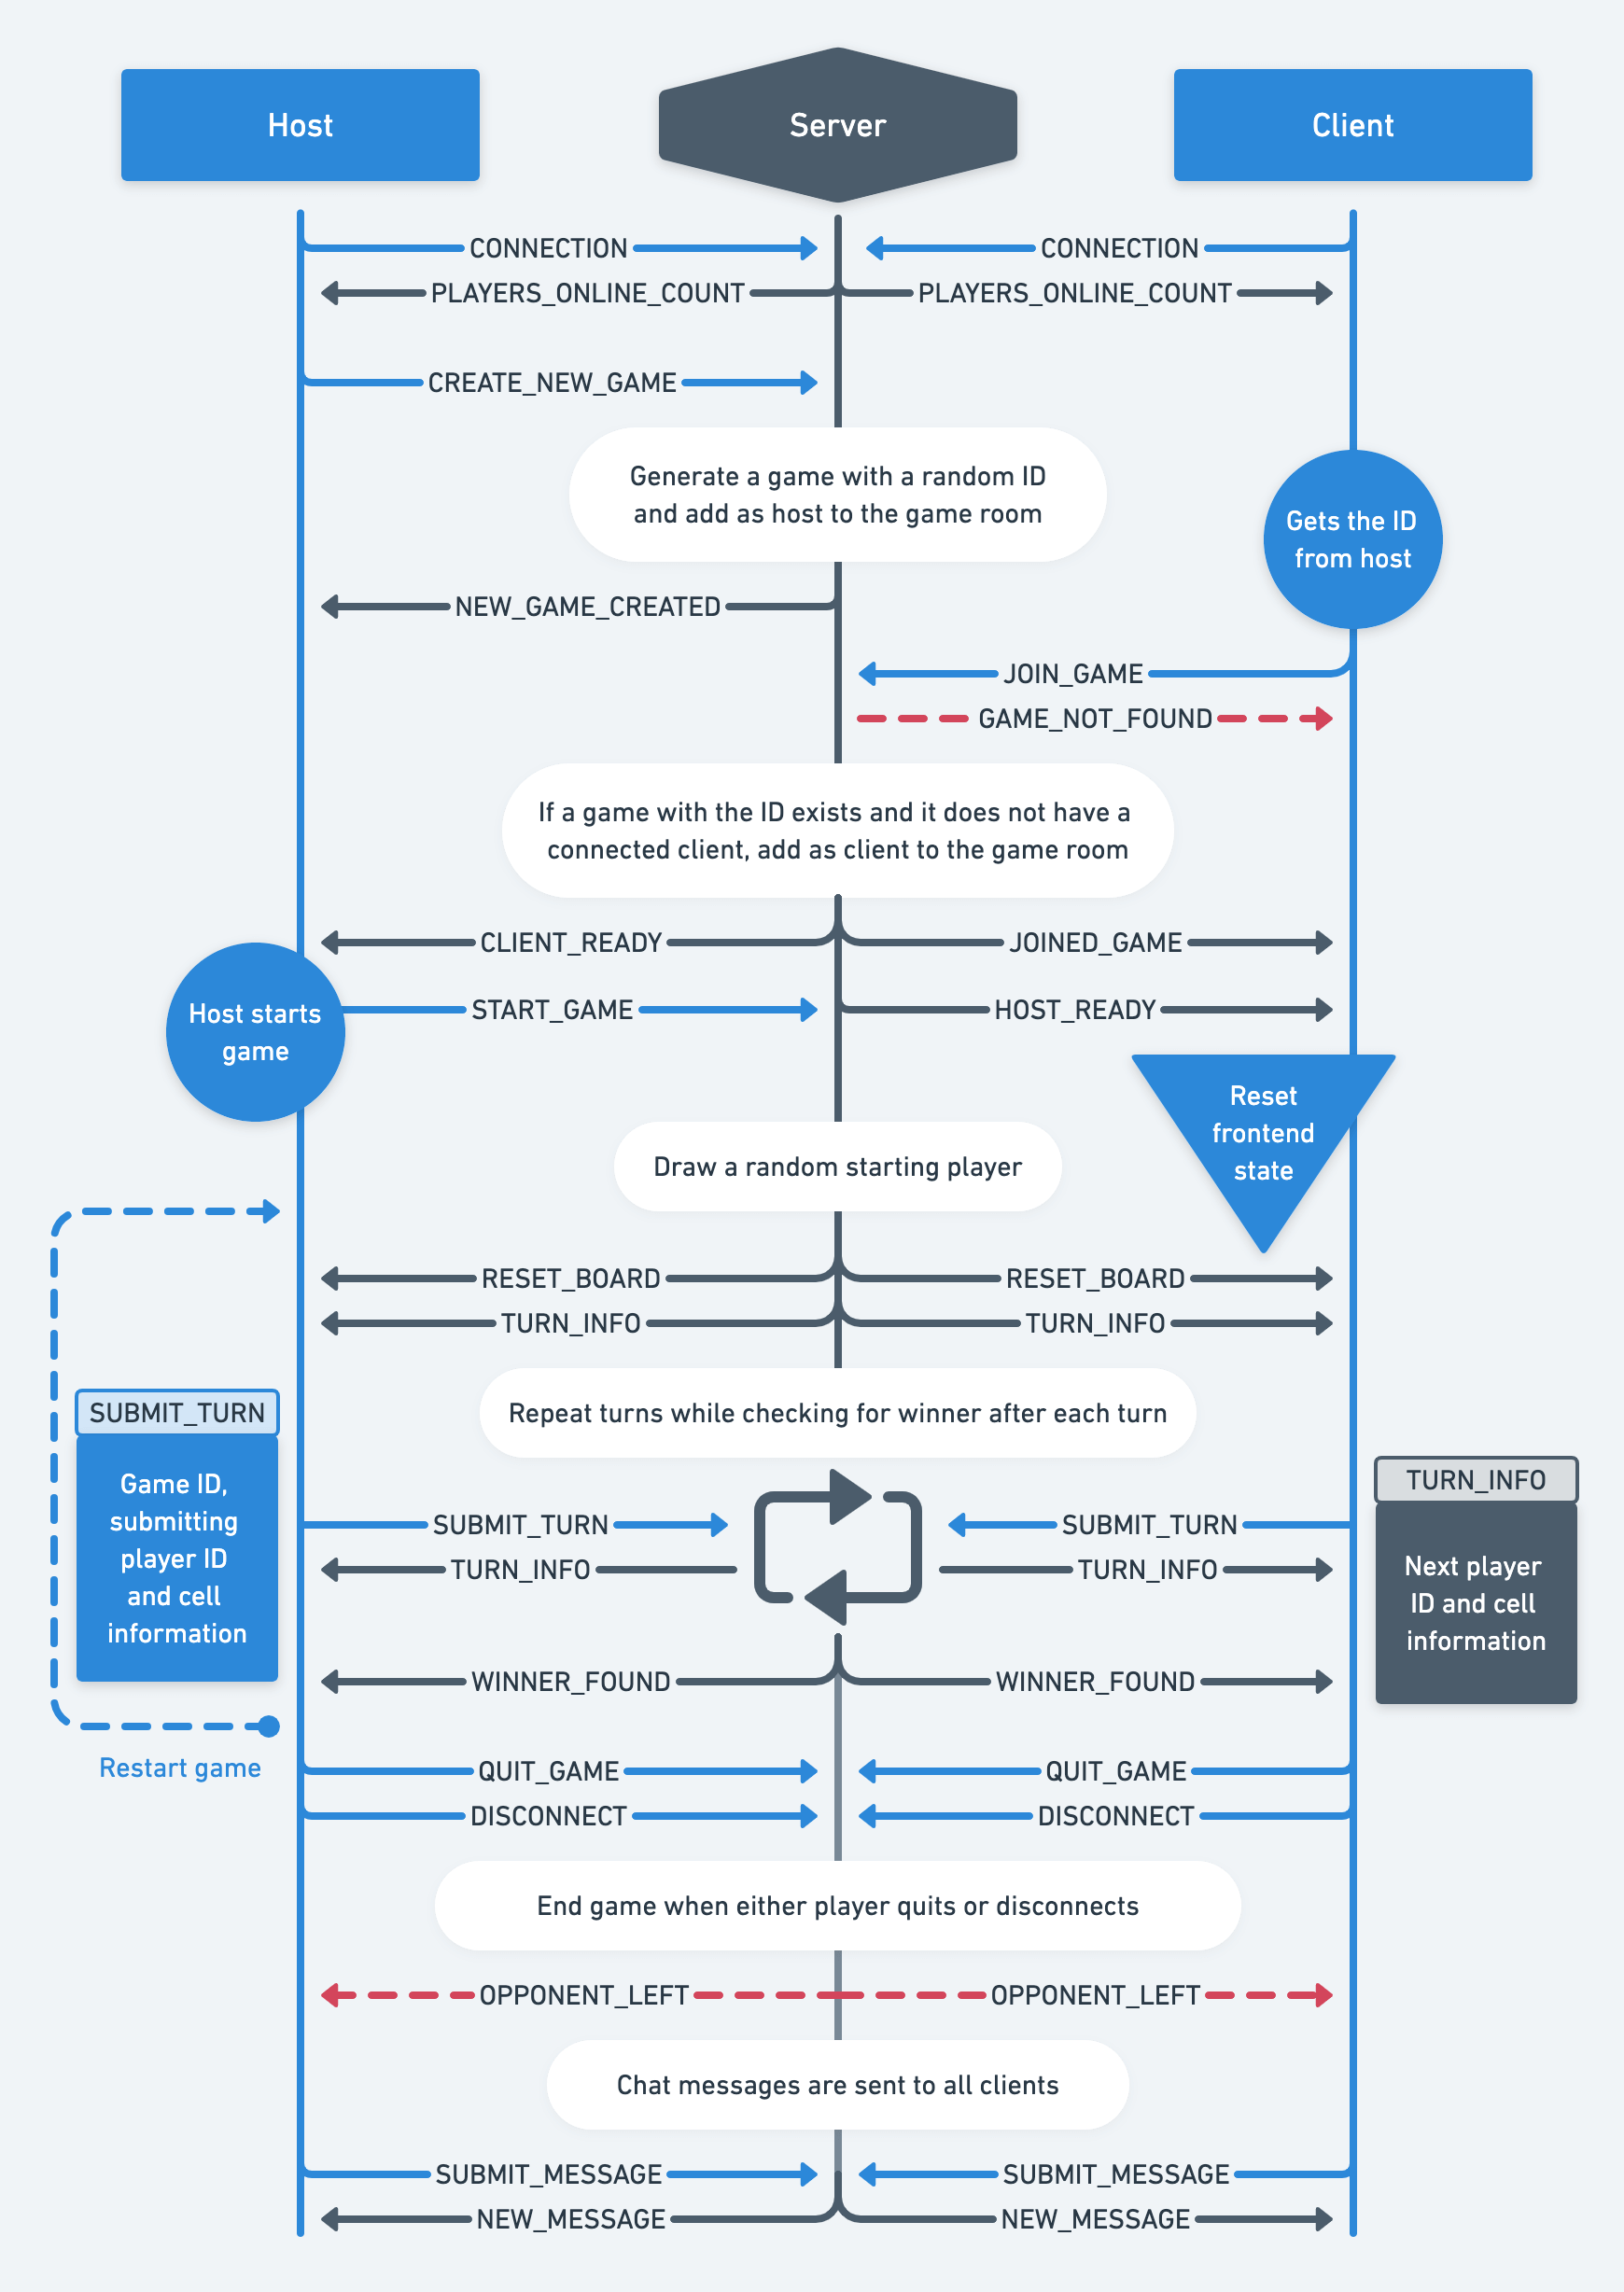 Host
Server
Client
CONNECTION
CONNECTION
PLAYERS_ONLINE_COUNT
PLAYERS_ONLINE_COUNT
CREATE_NEW_GAME
Generate a game with a random ID
and add as host to the game room
Gets the ID
from host
NEW_GAME_CREATED
JOIN_GAME
GAME_NOT_FOUND
If a game with the ID exists and it does not have a
connected client, add as client to the game room
CLIENT_READY
JOINED_GAME
Host starts
game
START_GAME
HOST_READY
Reset
frontend
state
Draw a random starting player
RESET_BOARD
RESET_BOARD
TURN_INFO
TURN_INFO
Repeat turns while checking for winner after each turn
SUBMIT_TURN
Game ID,
submitting
player ID
and cell
information
SUBMIT_TURN
SUBMIT_TURN
TURN_INFO
TURN_INFO
TURN_INFO
Next player
ID and cell
information
WINNER_FOUND
WINNER_FOUND
Restart game
QUIT_GAME
QUIT_GAME
DISCONNECT
DISCONNECT
End game when either player quits or disconnects
OPPONENT_LEFT
OPPONENT_LEFT
Chat messages are sent to all clients
SUBMIT_MESSAGE
SUBMIT_MESSAGE
NEW_MESSAGE
NEW_MESSAGE